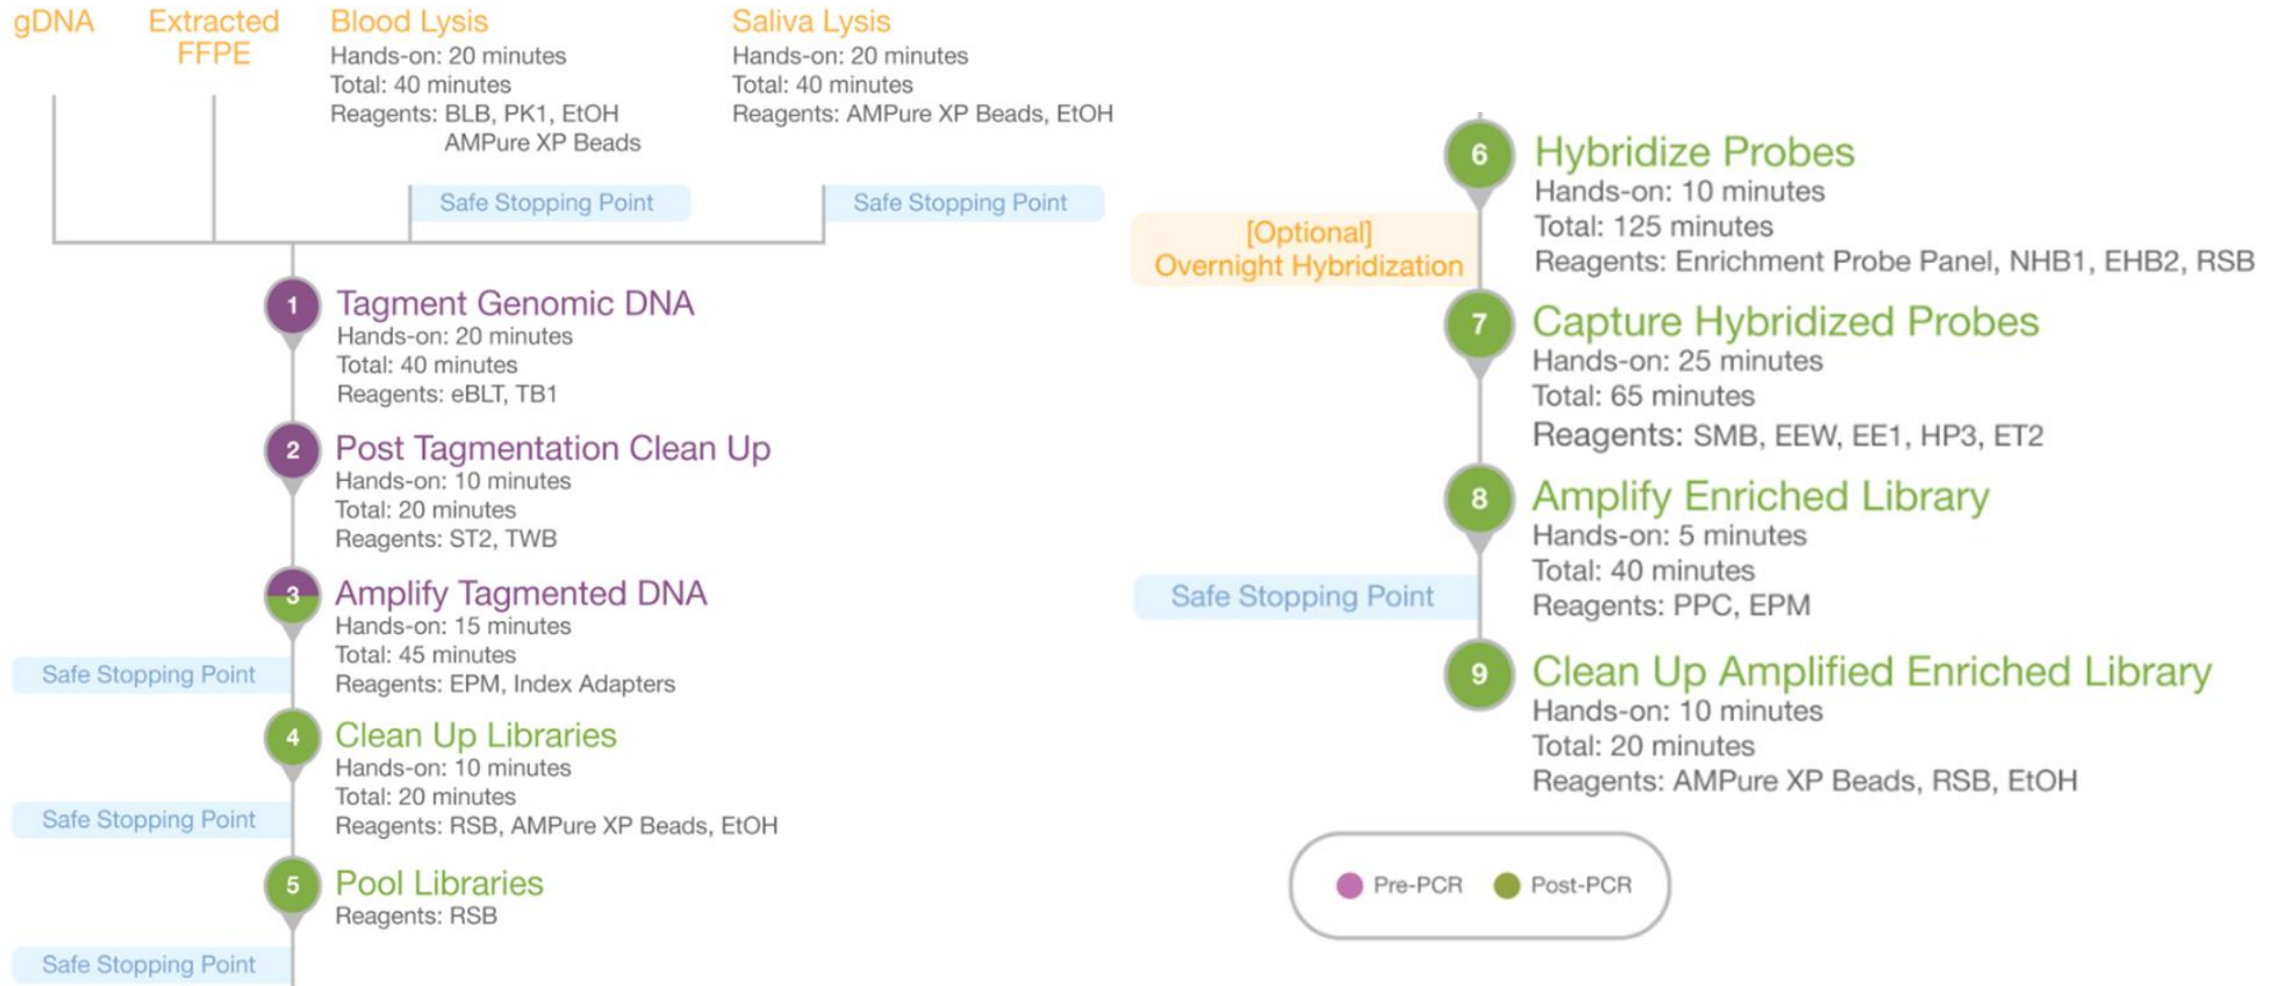 gDNA
Extracted
FFPE
Blood Lysis
Hands-on: 20 minutes
Total: 40 minutes
Reagents: BLB, PK1, EtOH
AMPure XP Beads
Safe Stopping Point
Saliva Lysis
Hands-on: 20 minutes
Total: 40 minutes
Reagents: AMPure XP Beads, EtOH
Safe Stopping Point
1
Tagment Genomic DNA
Hands-on: 20 minutes
Total: 40 minutes
Reagents: eBLT, TB1
2
Post Tagmentation Clean Up
Hands-on: 10 minutes
Total: 20 minutes
Reagents: ST2, TWB
3
Amplify Tagmented DNA
Hands-on: 15 minutes
Total: 45 minutes
Reagents: EPM, Index Adapters
Safe Stopping Point
4
Clean Up Libraries
Hands-on: 10 minutes
Total: 20 minutes
Reagents: RSB, AMPure XP Beads, EtOH
Safe Stopping Point
5
Pool Libraries
Reagents: RSB
Safe Stopping Point
6
Hybridize Probes
Hands-on: 10 minutes
Total: 125 minutes
Reagents: Enrichment Probe Panel, NHB1, EHB2, RSB
[Optional]
Overnight Hybridization
7
Capture Hybridized Probes
Hands-on: 25 minutes
Total: 65 minutes
Reagents: SMB, EEW, EE1, HP3, ET2
8
Amplify Enriched Library
Hands-on: 5 minutes
Total: 40 minutes
Reagents: PPC, EPM
Safe Stopping Point
9
Clean Up Amplified Enriched Library
Hands-on: 10 minutes
Total: 20 minutes
Reagents: AMPure XP Beads, RSB, EtOH
Pre-PCR
Post-PCR